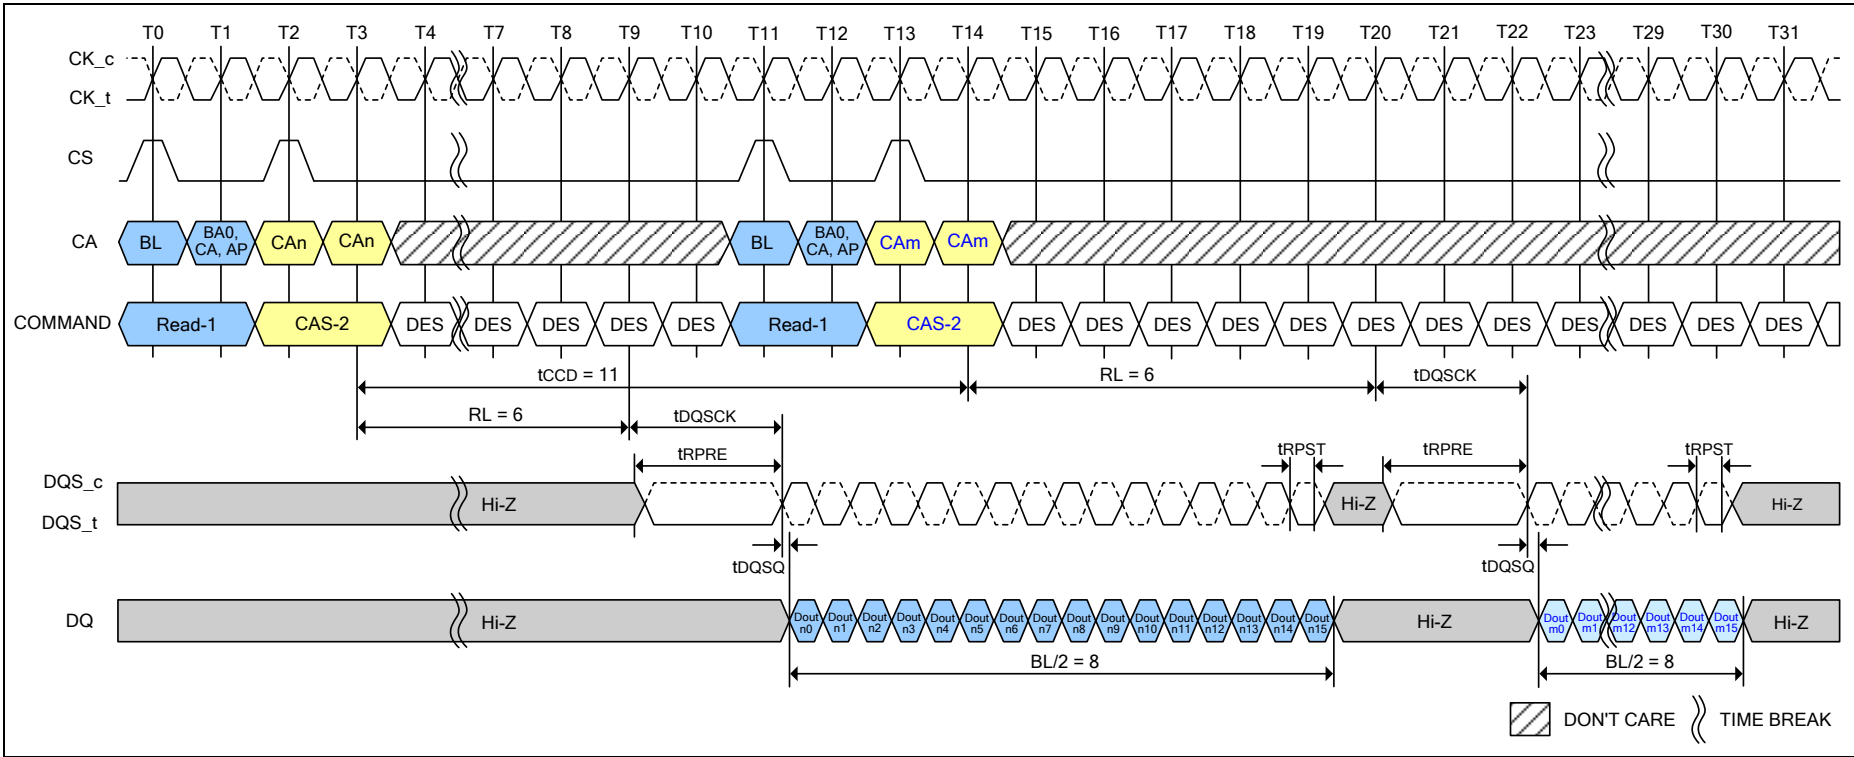 T0 T1 T2 T3 T4 T7 T8 T9 T10 T11 T12 T13 T14 T15 T16 T17 T18 T19 T20 T21 T22 T23 T29 T30 T31
CK_c
CK_t
CS
CA BL BA0, CA, AP CAn CAn BL BA0, CA, AP CAm CAm
COMMAND Read-1 CAS-2 DES DES DES DES DES Read-1 CAS-2 DES DES DES DES DES DES DES DES DES DES DES DES
tCCD = 11 RL = 6 tDQSCK
RL = 6 tDQSCK
tRPRE tRPST tRPRE tRPST
DQS_c
DQS_t
Hi-Z Hi-Z Hi-Z
tDQSQ tDQSQ
DQ Hi-Z Dout n0 Dout n1 Dout n2 Dout n3 Dout n4 Dout n5 Dout n6 Dout n7 Dout n8 Dout n9 Dout n10 Dout n11 Dout n12 Dout n13 Dout n14 Dout n15 Hi-Z Dout m0 Dout m1 Dout m12 Dout m13 Dout m14 Dout m15 Hi-Z
BL/2 = 8 BL/2 = 8
DON'T CARE TIME BREAK